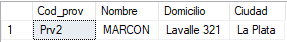 Cod_prov Nombre Domicilio Ciudad
1 Prv2 MARCON Lavalle 321 La Plata